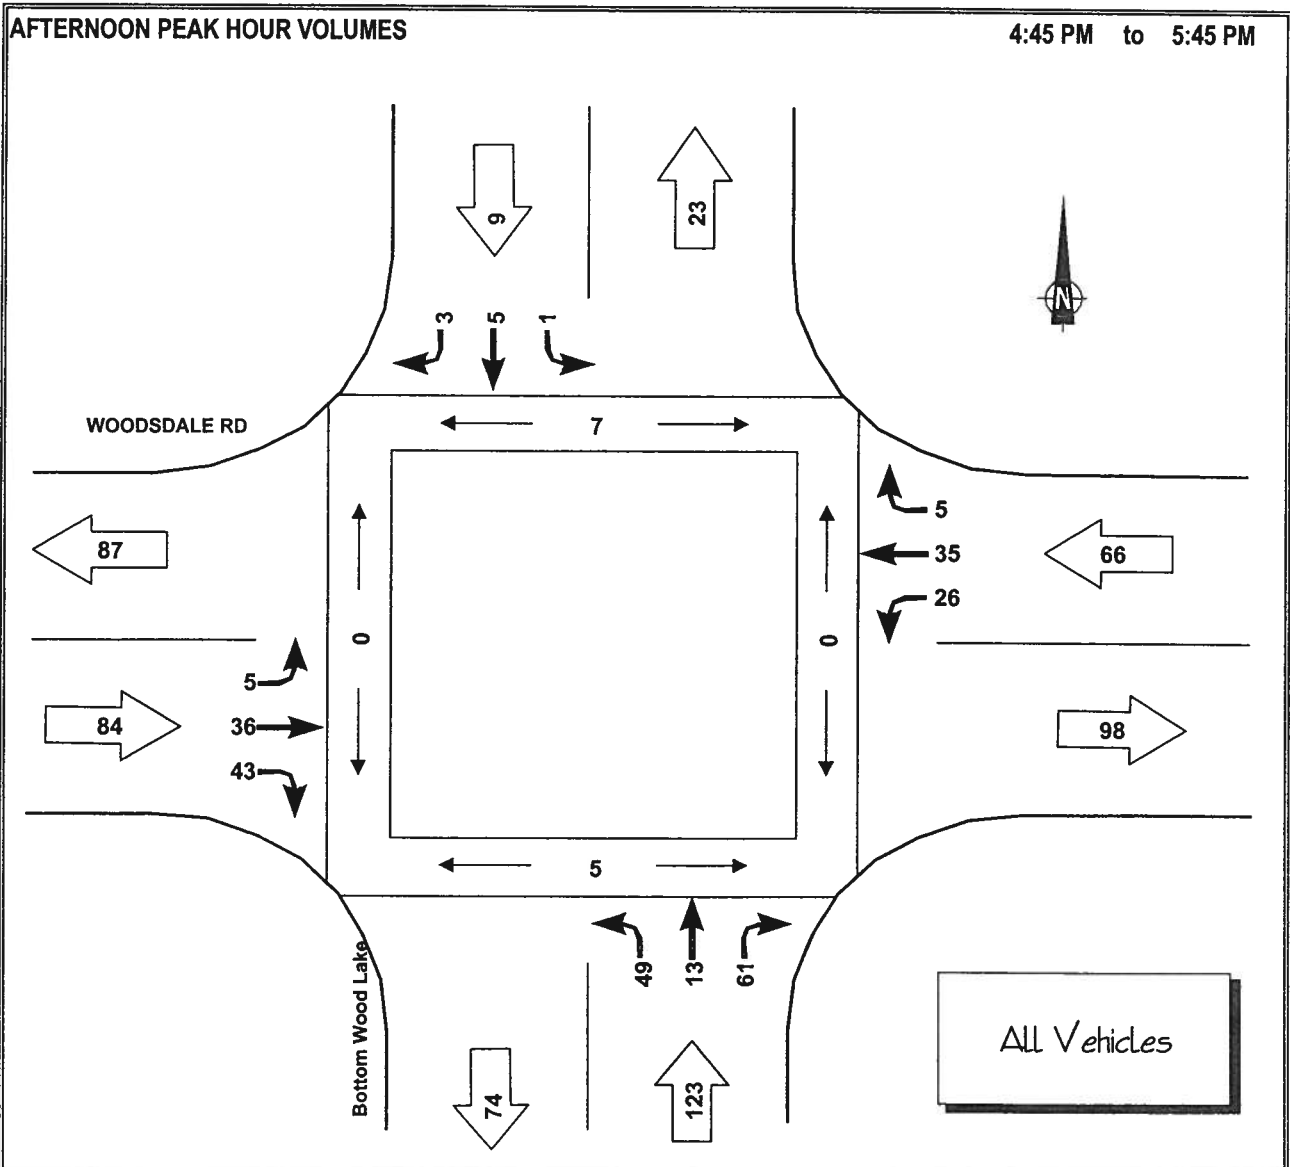 AFTERNOON PEAK HOUR VOLUMES
4:45 PM to 5:45 PM
9
23
N
3 5 1
WOODSDALE RD
7
5
87
35
66
26
0
0
5
84
36
98
43
5
49 13 61
Bottom Wood Lake
All Vehicles
74
123